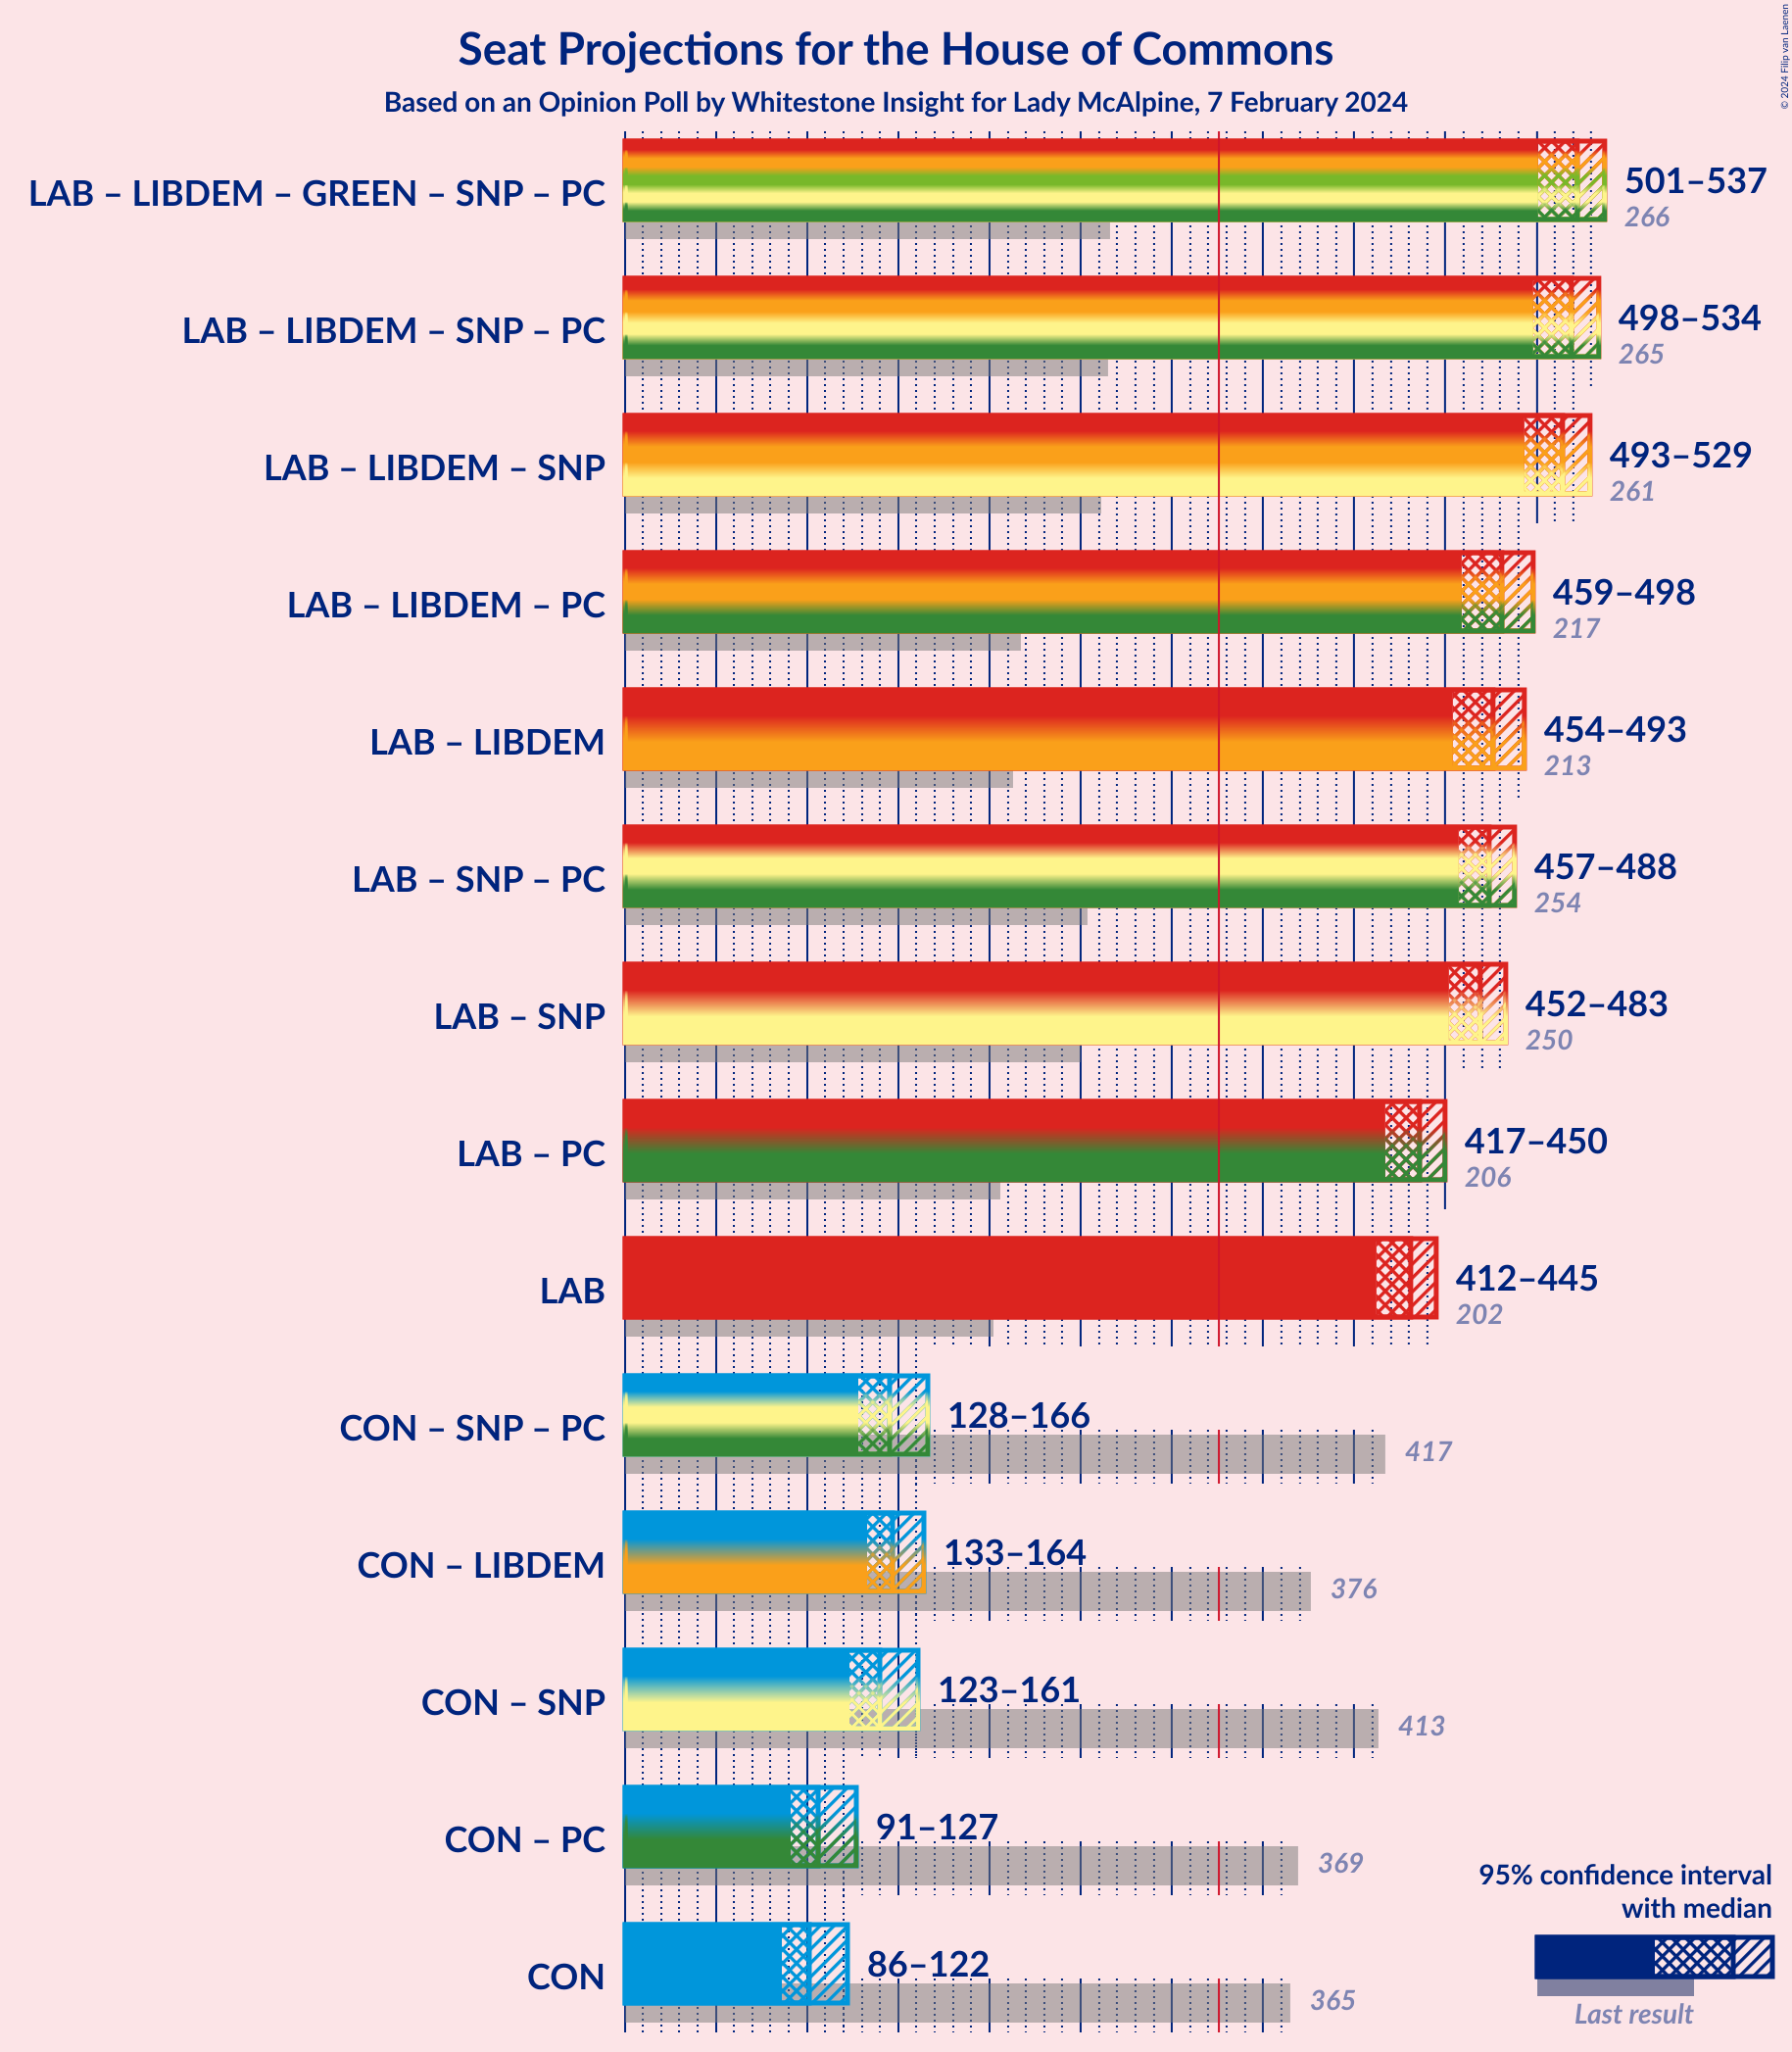 Seat Projections for the House of Commons
Based on an Opinion Poll by Whitestone Insight for Lady McAlpine, 7 February 2024
© 2024 Filip van Laenen
LAB – LIBDEM – GREEN – SNP – PC
501–537
266
LAB – LIBDEM – SNP – PC
498–534
265
LAB – LIBDEM – SNP
493–529
261
LAB – LIBDEM – PC
459–498
217
LAB – LIBDEM
454–493
213
LAB – SNP – PC
457–488
254
LAB – SNP
452–483
250
LAB – PC
417–450
206
LAB
412–445
202
CON – SNP – PC
128–166
417
CON – LIBDEM
133–164
376
CON – SNP
123–161
413
CON – PC
91–127
369
CON
86–122
365
95% confidence interval
with median
Last result